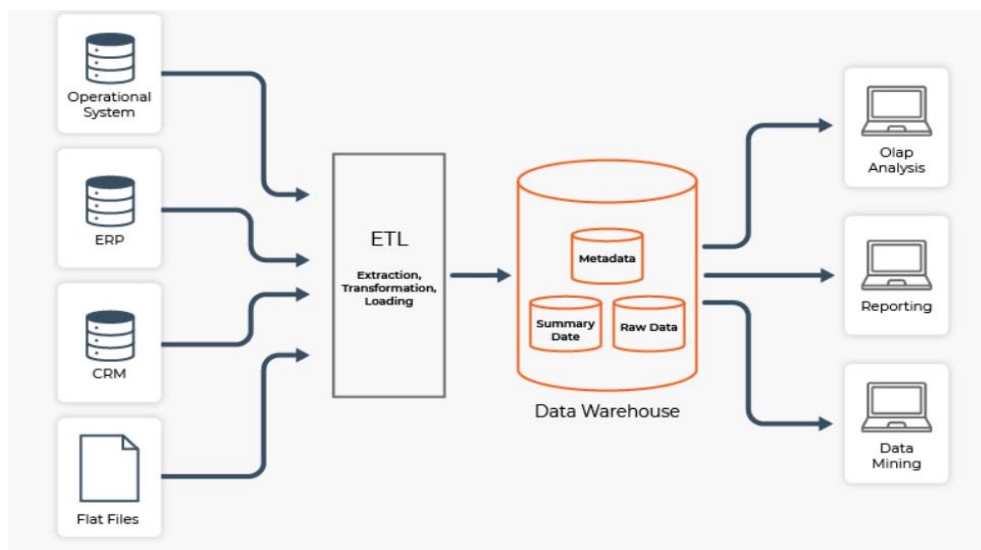 Operational
System
ERP
CRM
Flat Files
ETL
Extraction,
Transformation,
Loading
Metadata
Summary
Date
Raw Data
Data Warehouse
Olap
Analysis
Reporting
Data
Mining